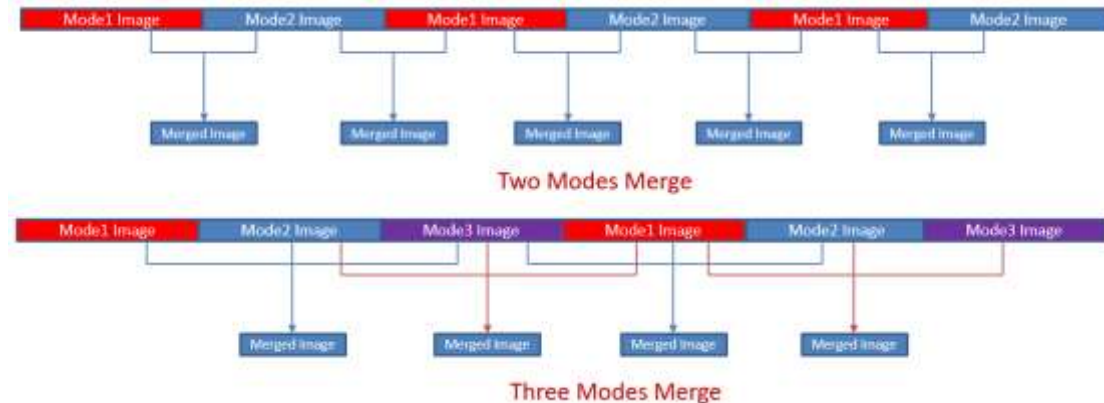 Mode1 Image Mode2 Image Mode1 Image Mode2 Image Mode1 Image Mode2 Image
Merged Image Merged Image Merged Image Merged Image Merged Image
Two Modes Merge
Mode1 Image Mode2 Image Mode3 Image Mode1 Image Mode2 Image Mode3 Image
Merged Image Merged Image Merged Image Merged Image
Three Modes Merge